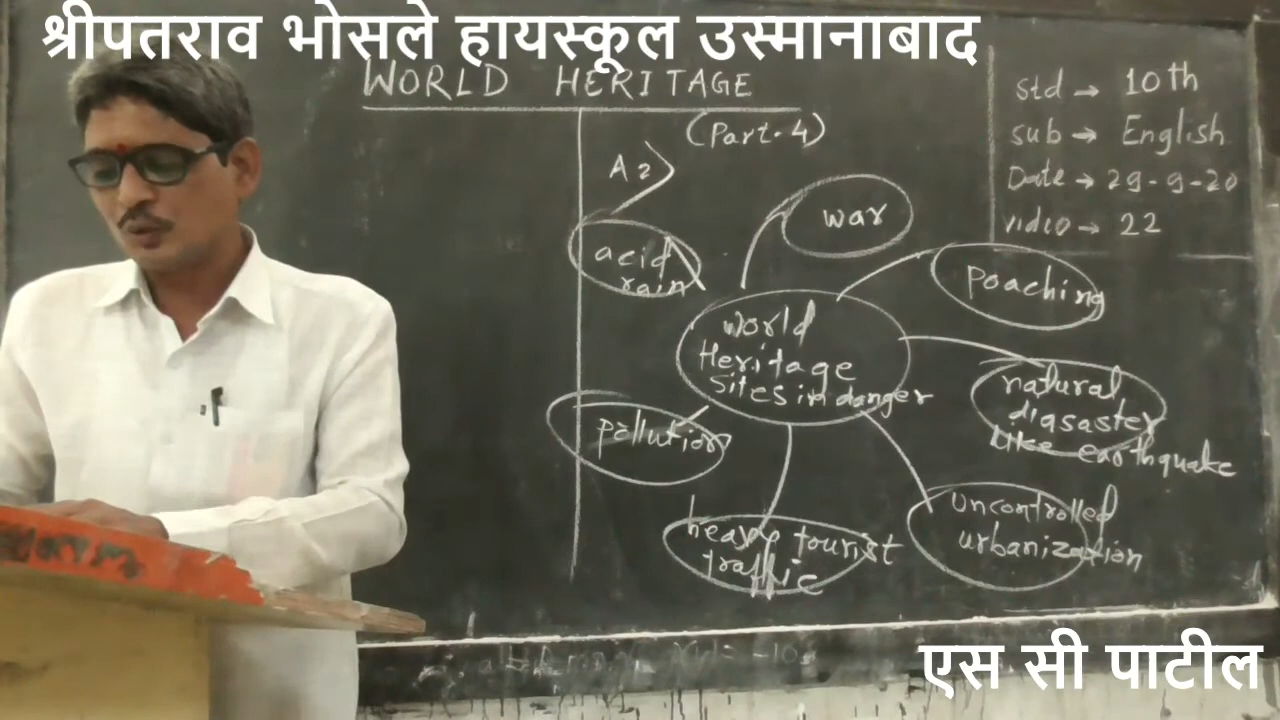 श्रीपतराव भोसले हायस्कूल उस्मानाबाद
WORLD HERITAGE
(Part-4)
std → 10th
sub → English
Date → 29-9-20
video → 22
A2
war
acid
rain
poaching
World
Heritage
sites in danger
natural
diasaster
like earthquake
pollution
uncontrolled
urbanization
heavy tourist
traffic
एस सी पाटील